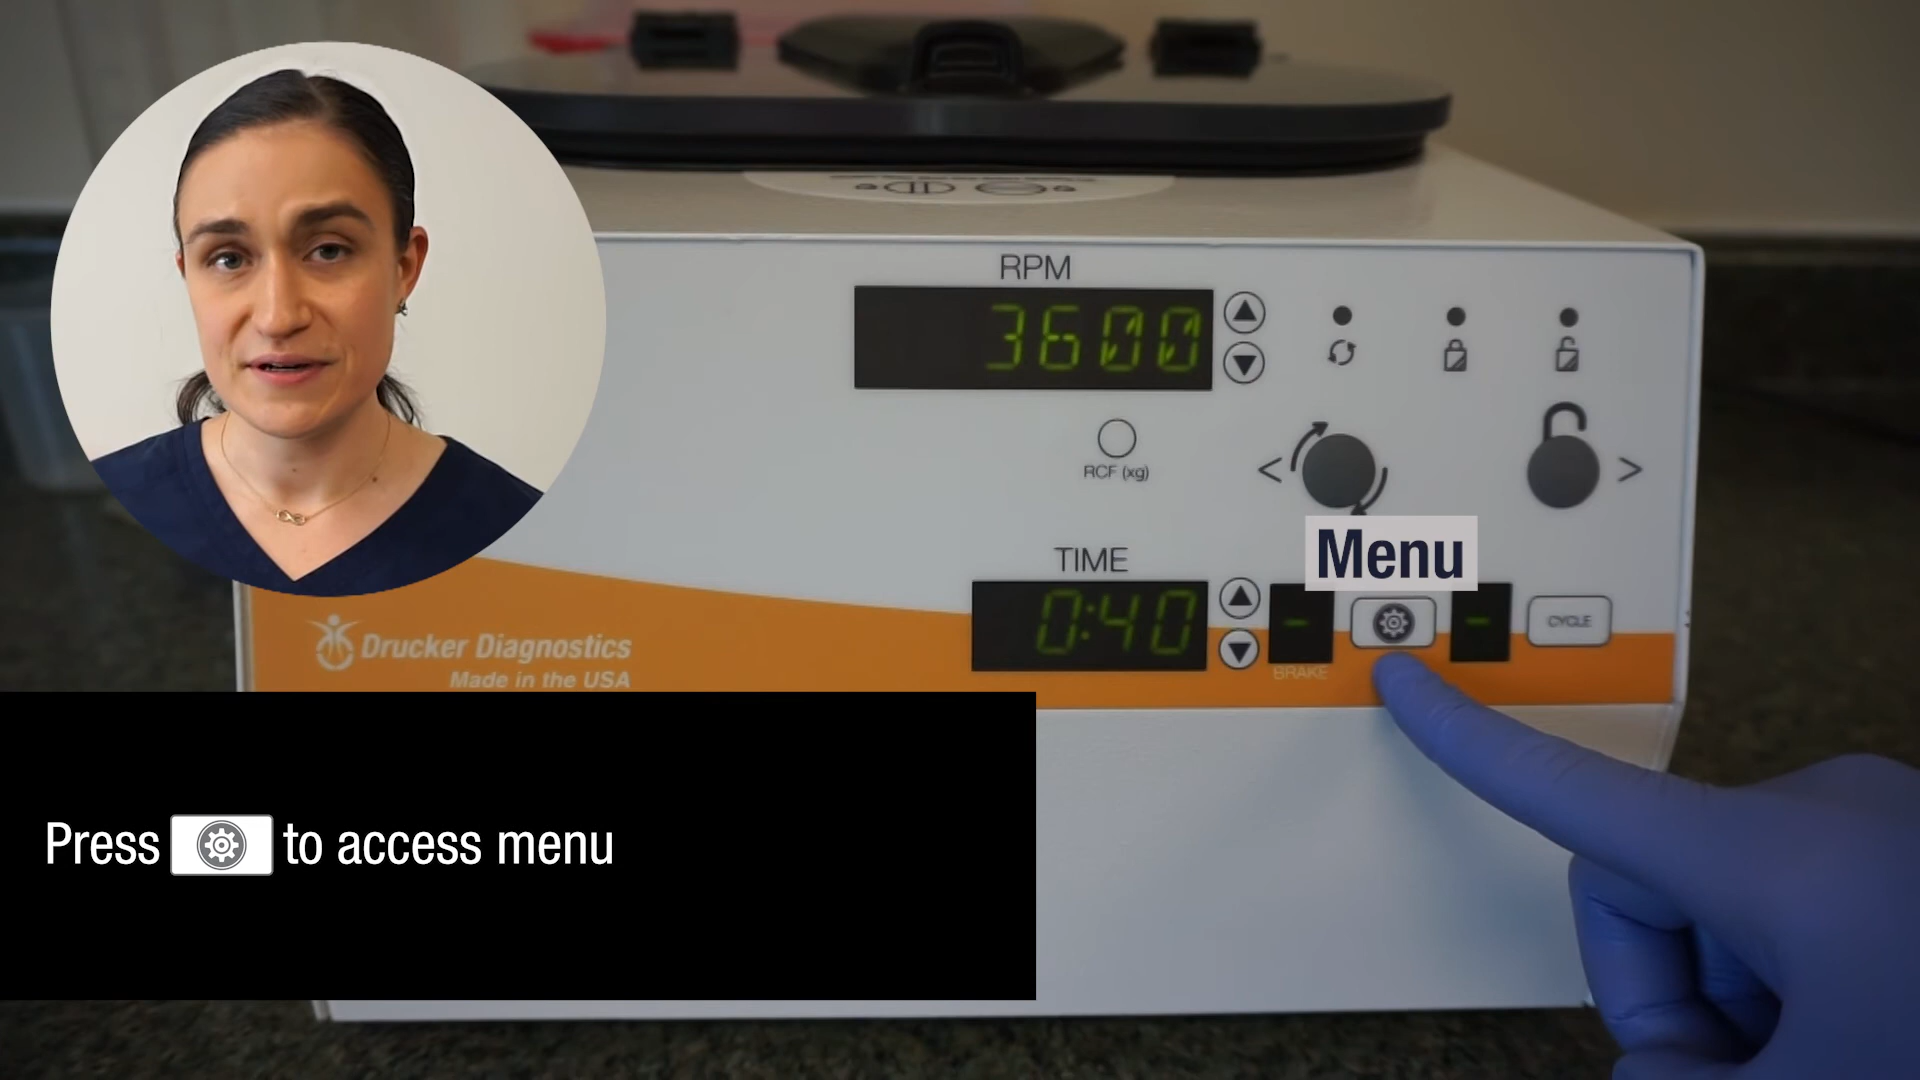 RPM
3600
RCF (xg)
< >
Menu
TIME
0:40
-
-
CYCLE
BRAKE
Drucker Diagnostics
Made in the USA
Press to access menu